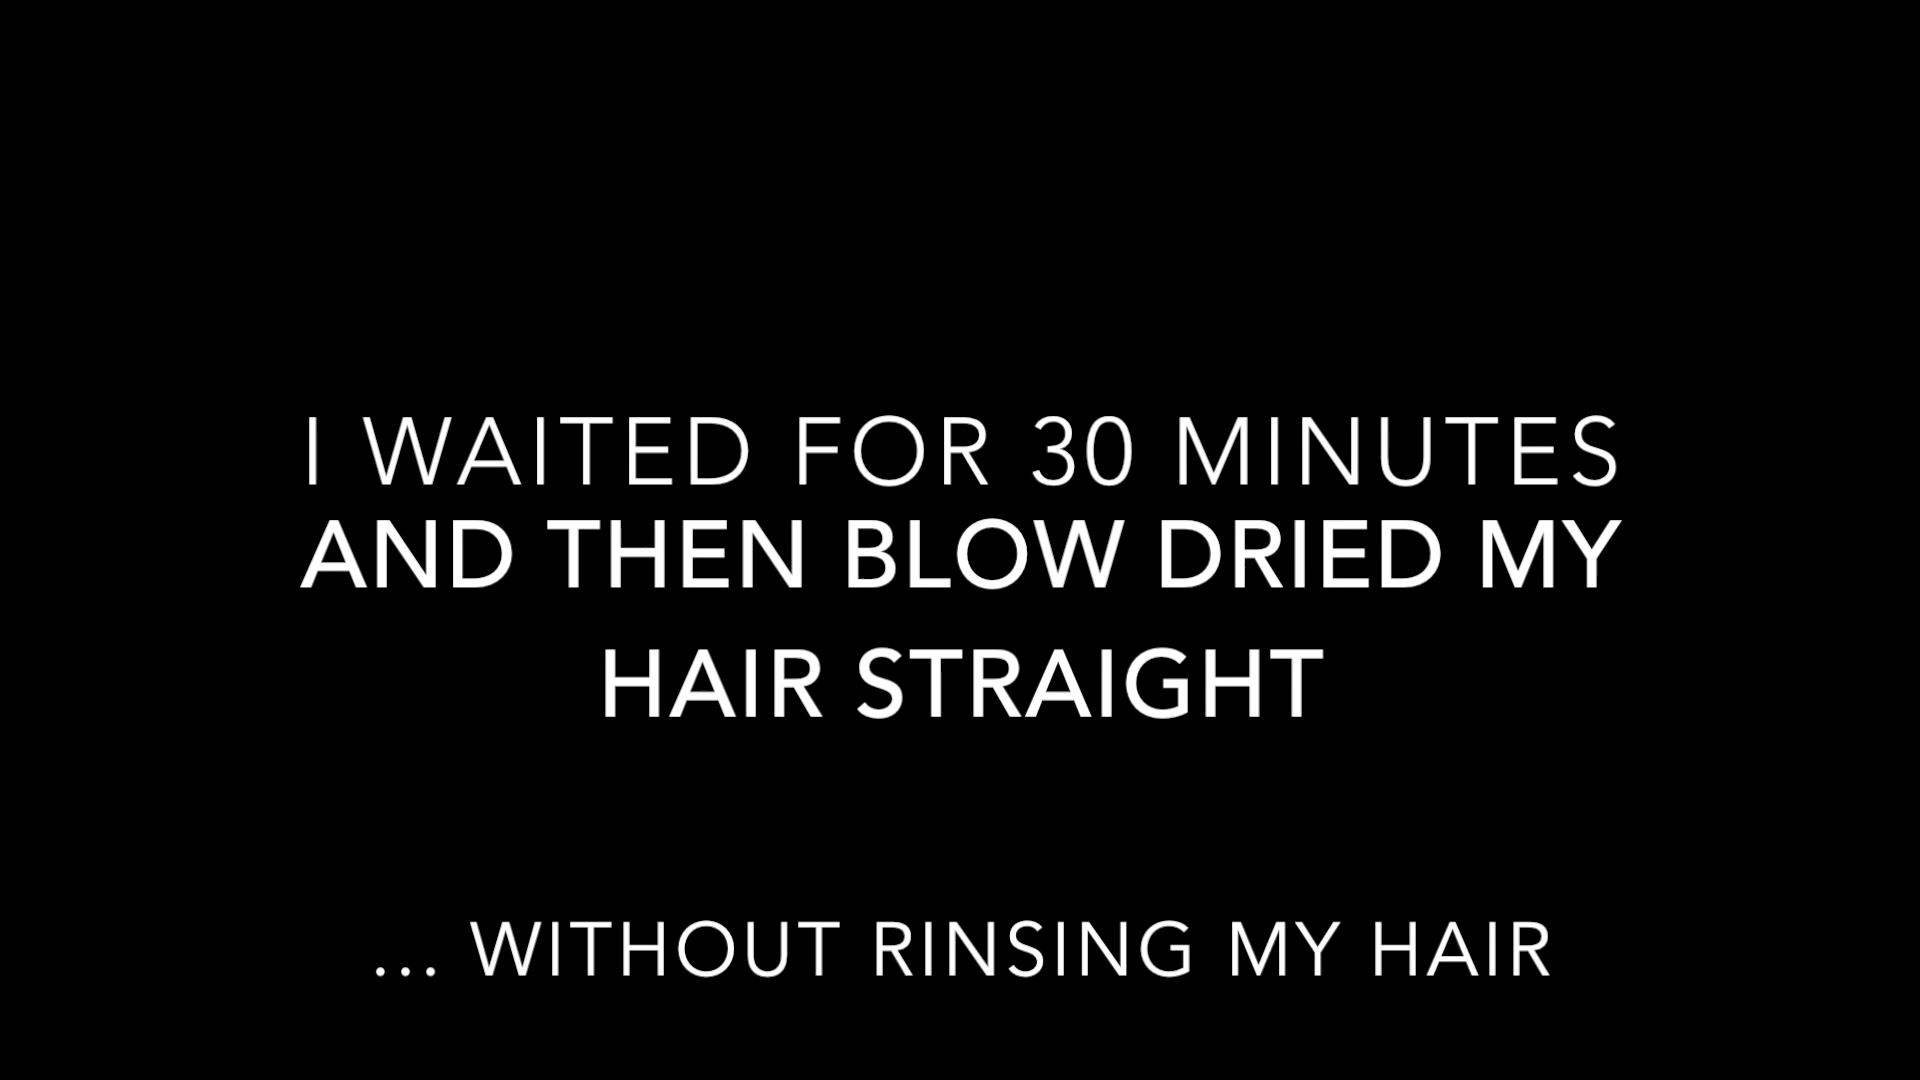 I WAITED FOR 30 MINUTES
AND THEN BLOW DRIED MY
HAIR STRAIGHT
... WITHOUT RINSING MY HAIR